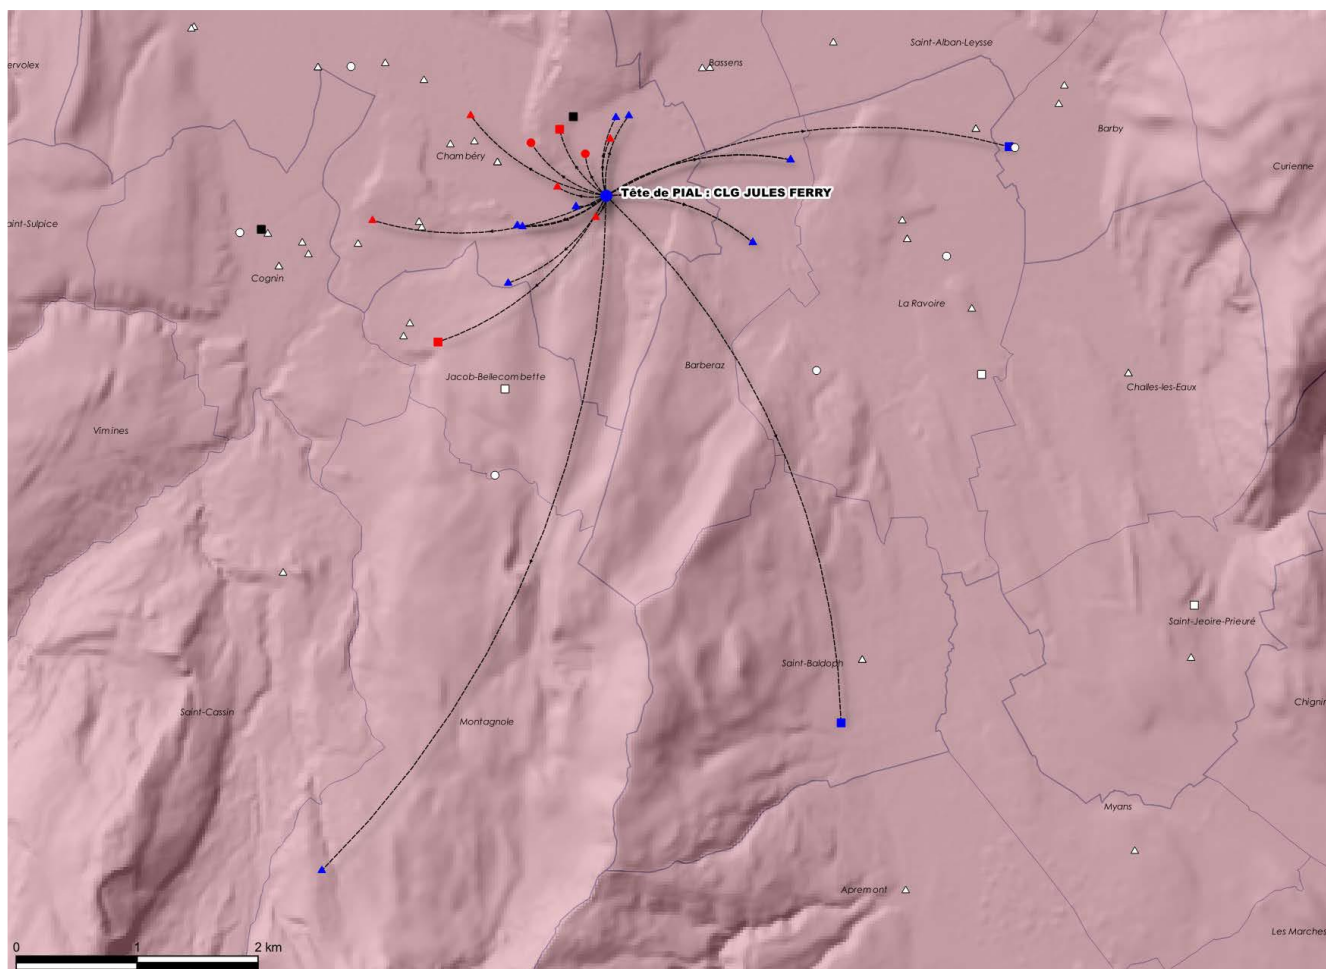 Saint-Alban-Leysse
ervolex
Bassens
Barby
Chambéry
Curienne
Tête de PIAL : CLG JULES FERRY
aint-Sulpice
Cognin
La Ravoire
Barberaz
Jacob-Bellecombette
Challes-les-Eaux
Vimines
Saint-Jeoire-Prieuré
Saint-Baldoph
Chignin
Saint-Cassin
Montagnole
Myans
Apremont
Les Marches
0 1 2 km